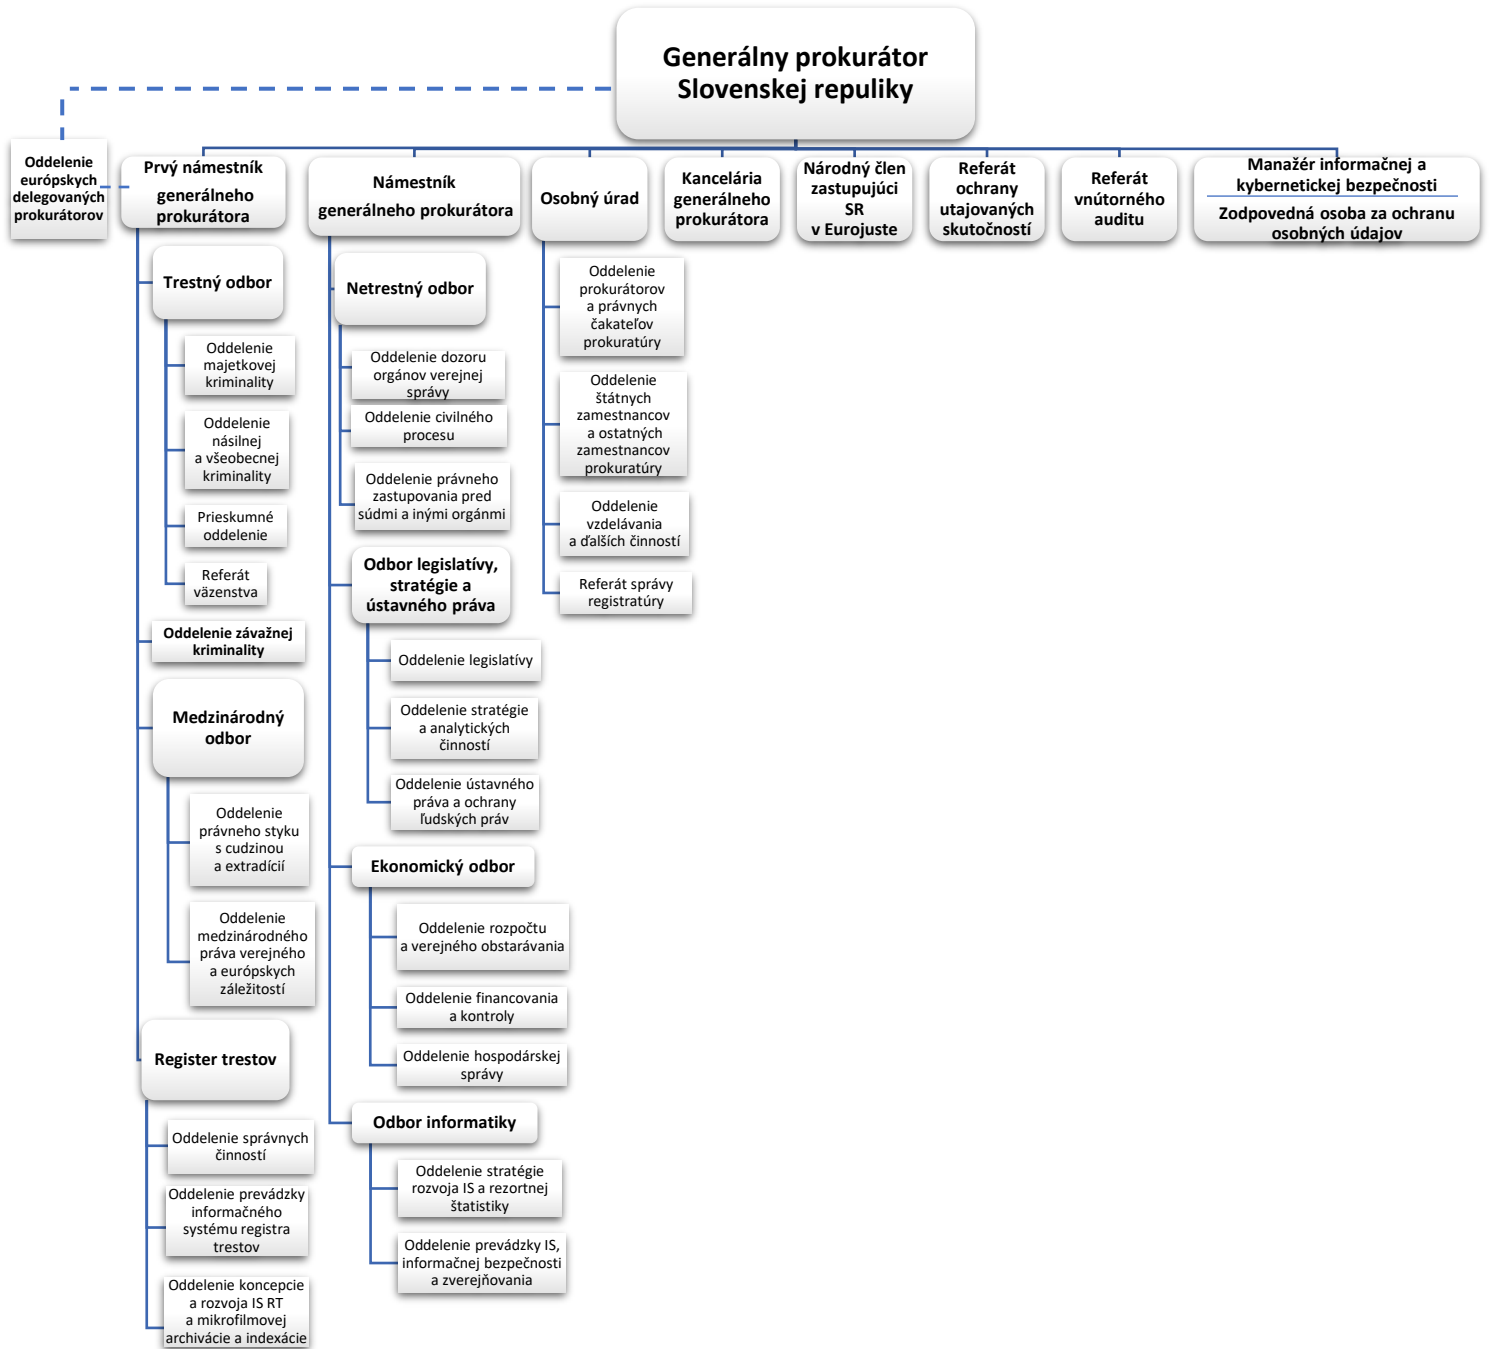 Generálny prokurátor
Slovenskej repuliky
Oddelenie
európskych
delegovaných
prokurátorov
Prvý námestník
generálneho
prokurátora
Námestník
generálneho prokurátora
Osobný úrad
Kancelária
generálneho
prokurátora
Národný člen
zastupujúci
SR
v Eurojuste
Referát
ochrany
utajovaných
skutočností
Referát
vnútorného
auditu
Manažér informačnej a
kybernetickej bezpečnosti
Zodpovedná osoba za ochranu
osobných údajov
Trestný odbor
Oddelenie
majetkovej
kriminality
Oddelenie
násilnej
a všeobecnej
kriminality
Prieskumné
oddelenie
Referát
väzenstva
Oddelenie závažnej
kriminality
Medzinárodný
odbor
Oddelenie
právneho styku
s cudzinou
a extradícií
Oddelenie
medzinárodného
práva verejného
a európskych
záležitostí
Register trestov
Oddelenie správnych
činností
Oddelenie prevádzky
informačného
systému registra
trestov
Oddelenie koncepcie
a rozvoja IS RT
a mikrofilmovej
archivácie a indexácie
Netrestný odbor
Oddelenie dozoru
orgánov verejnej
správy
Oddelenie civilného
procesu
Oddelenie právneho
zastupovania pred
súdmi a inými orgánmi
Odbor legislatívy,
stratégie a
ústavného práva
Oddelenie legislatívy
Oddelenie stratégie
a analytických
činností
Oddelenie ústavného
práva a ochrany
ľudských práv
Ekonomický odbor
Oddelenie rozpočtu
a verejného obstarávania
Oddelenie financovania
a kontroly
Oddelenie hospodárskej
správy
Odbor informatiky
Oddelenie stratégie
rozvoja IS a rezortnej
štatistiky
Oddelenie prevádzky IS,
informačnej bezpečnosti
a zverejňovania
Oddelenie
prokurátorov
a právnych
čakateľov
prokuratúry
Oddelenie
štátnych
zamestnancov
a ostatných
zamestnancov
prokuratúry
Oddelenie
vzdelávania
a ďalších činností
Referát správy
registratúry